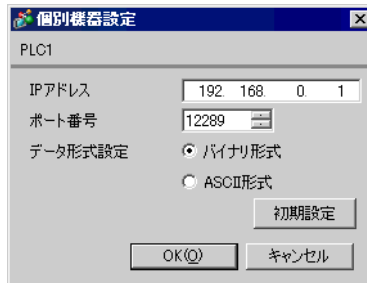 個別機器設定
PLC1
IPアドレス 192. 168. 0. 1
ポート番号 12289
データ形式設定 バイナリ形式
ASCII形式
初期設定
OK(O) キャンセル